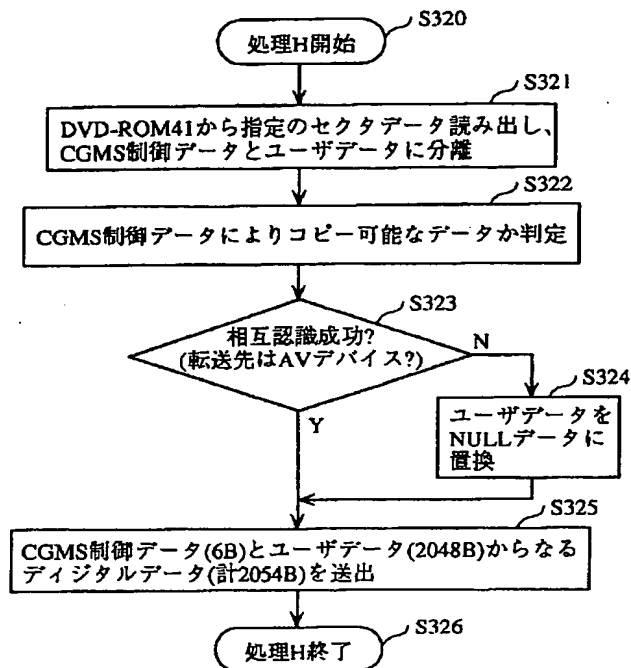 S320
処理H開始
S321
DVD-ROM41から指定のセクタデータ読み出し、
CGMS制御データとユーザデータに分離
S322
CGMS制御データによりコピー可能なデータか判定
S323
相互認識成功?
(転送先はAVデバイス?)
N
S324
ユーザデータを
NULLデータに
置換
Y
S325
CGMS制御データ(6B)とユーザデータ(2048B)からなる
ディジタルデータ(計2054B)を送出
S326
処理H終了